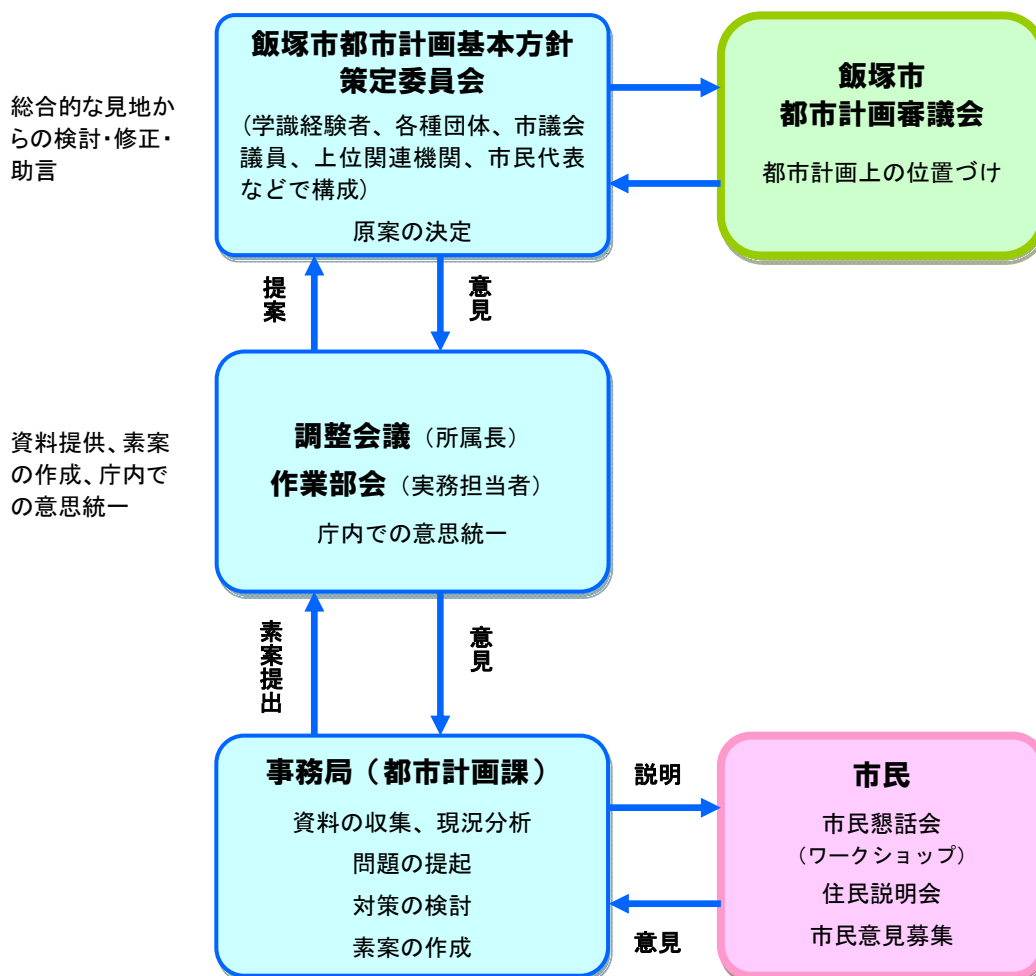 総合的な見地か
らの検討・修正・
助言
飯塚市都市計画基本方針
策定委員会
（学識経験者、各種団体、市議会
議員、上位関連機関、市民代表
などで構成）
原案の決定
飯塚市
都市計画審議会
都市計画上の位置づけ
提案
意見
資料提供、素案
の作成、庁内で
の意思統一
調整会議（所属長）
作業部会（実務担当者）
庁内での意思統一
素案提出
意見
事務局（都市計画課）
資料の収集、現況分析
問題の提起
対策の検討
素案の作成
説明
意見
市民
市民懇話会
（ワークショップ）
住民説明会
市民意見募集